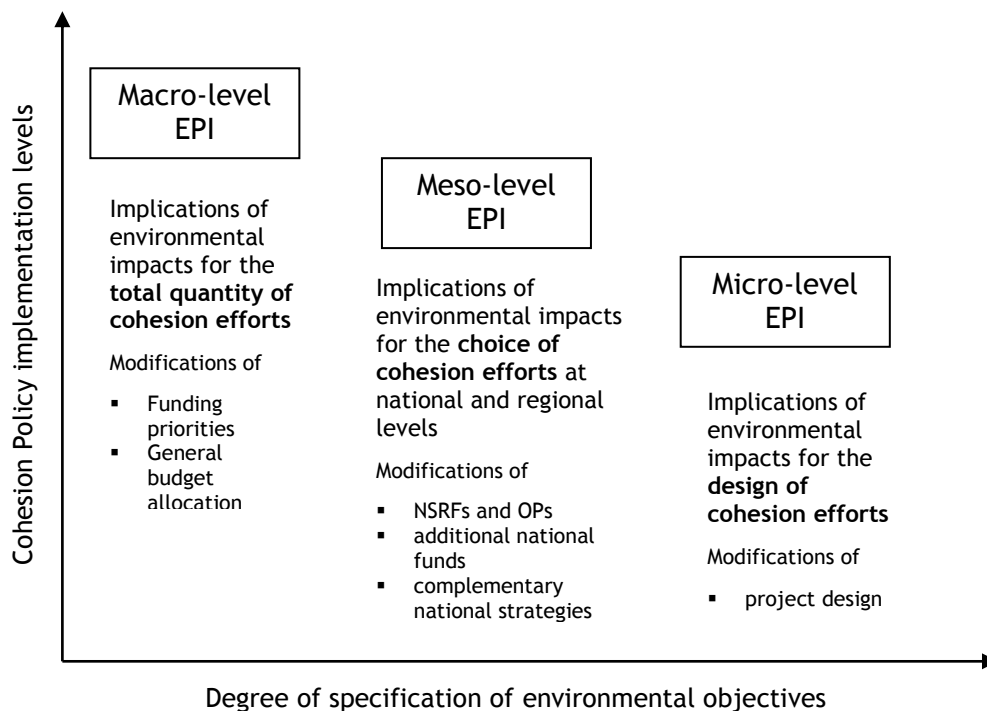 Cohesion Policy implementation levels
Macro-level
EPI
Implications of
environmental
impacts for the
total quantity of
cohesion efforts
Modifications of
▪ Funding
priorities
▪ General
budget
allocation
Meso-level
EPI
Implications of
environmental impacts
for the choice of
cohesion efforts at
national and regional
levels
Modifications of
▪ NSRFs and OPs
▪ additional national
funds
▪ complementary
national strategies
Micro-level
EPI
Implications of
environmental
impacts for the
design of
cohesion efforts
Modifications of
▪ project design
Degree of specification of environmental objectives